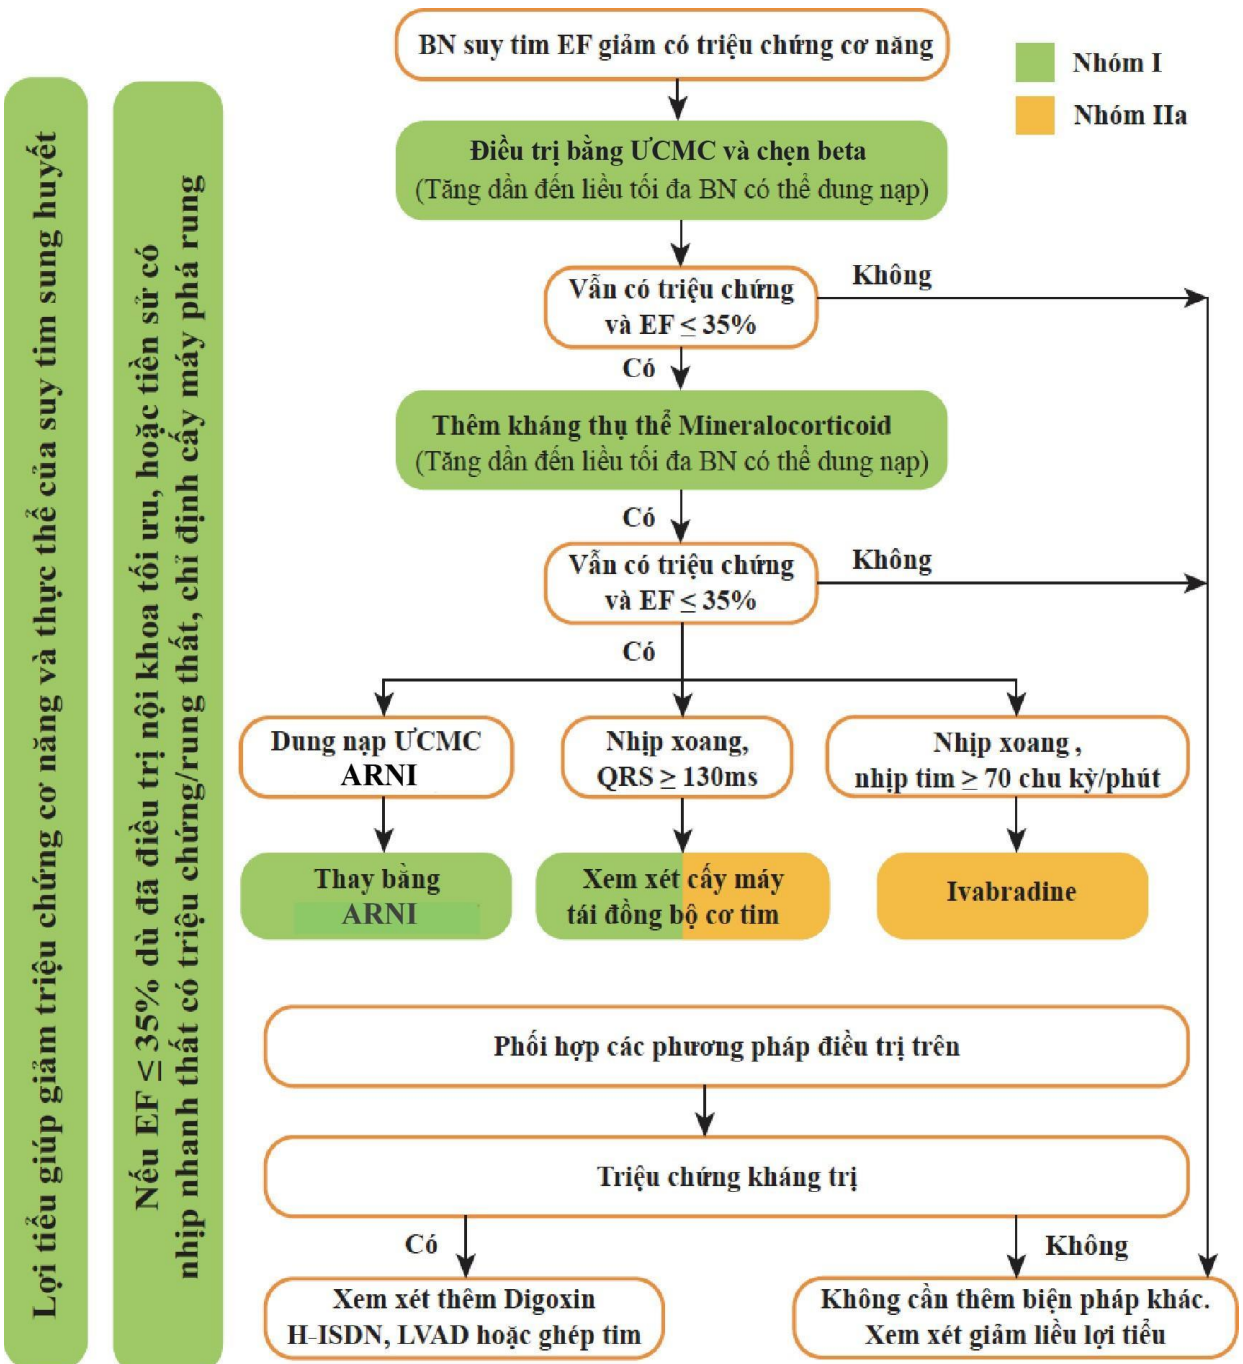 BN suy tim EF giảm có triệu chứng cơ năng
Nhóm I
Nhóm IIa
Lợi tiểu giúp giảm triệu chứng cơ năng và thực thể của suy tim sung huyết
Nếu EF ≤ 35% dù đã điều trị nội khoa tối ưu, hoặc tiền sử có
nhịp nhanh thất có triệu chứng/rung thất, chỉ định cấy máy phá rung
Điều trị bằng ƯCMC và chẹn beta
(Tăng dần đến liều tối đa BN có thể dung nạp)
Vẫn có triệu chứng
và EF ≤ 35%
Không
Có
Thêm kháng thụ thể Mineralocorticoid
(Tăng dần đến liều tối đa BN có thể dung nạp)
Có
Vẫn có triệu chứng
và EF ≤ 35%
Không
Có
Dung nạp ƯCMC
ARNI
Nhịp xoang,
QRS ≥ 130ms
Nhịp xoang ,
nhịp tim ≥ 70 chu kỳ/phút
Thay bằng
ARNI
Xem xét cấy máy
tái đồng bộ cơ tim
Ivabradine
Phối hợp các phương pháp điều trị trên
Triệu chứng kháng trị
Có
Không
Xem xét thêm Digoxin
H-ISDN, LVAD hoặc ghép tim
Không cần thêm biện pháp khác.
Xem xét giảm liều lợi tiểu